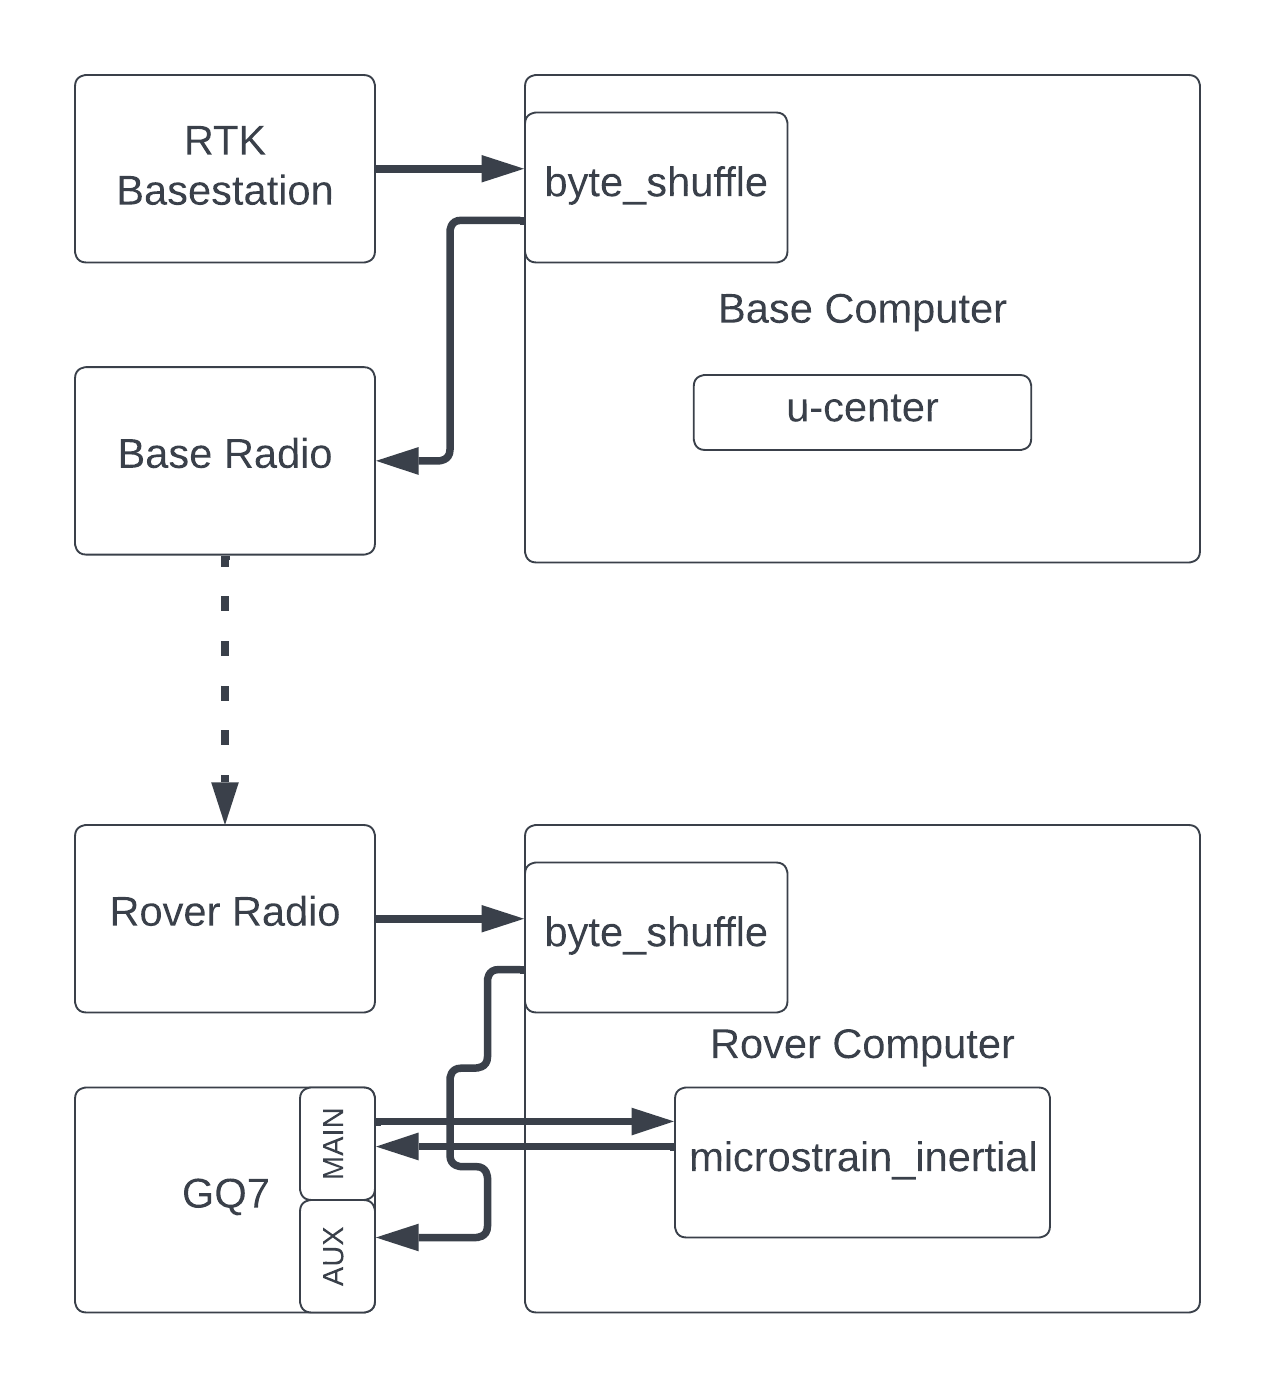 RTK
Basestation
byte_shuffle
Base Computer
u-center
Base Radio
Rover Radio
byte_shuffle
Rover Computer
MAIN
microstrain_inertial
GQ7
AUX